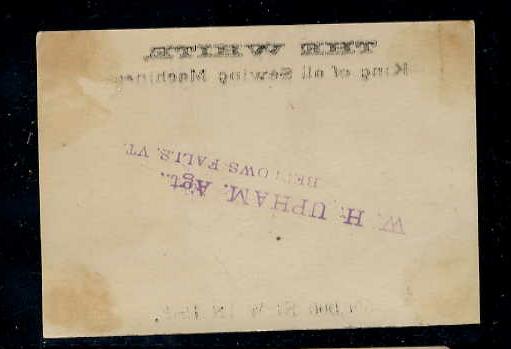 THE WHITE,
King of all Sewing Machines
W. H. UPHAM. Agt.,
BELLOWS FALLS, VT.